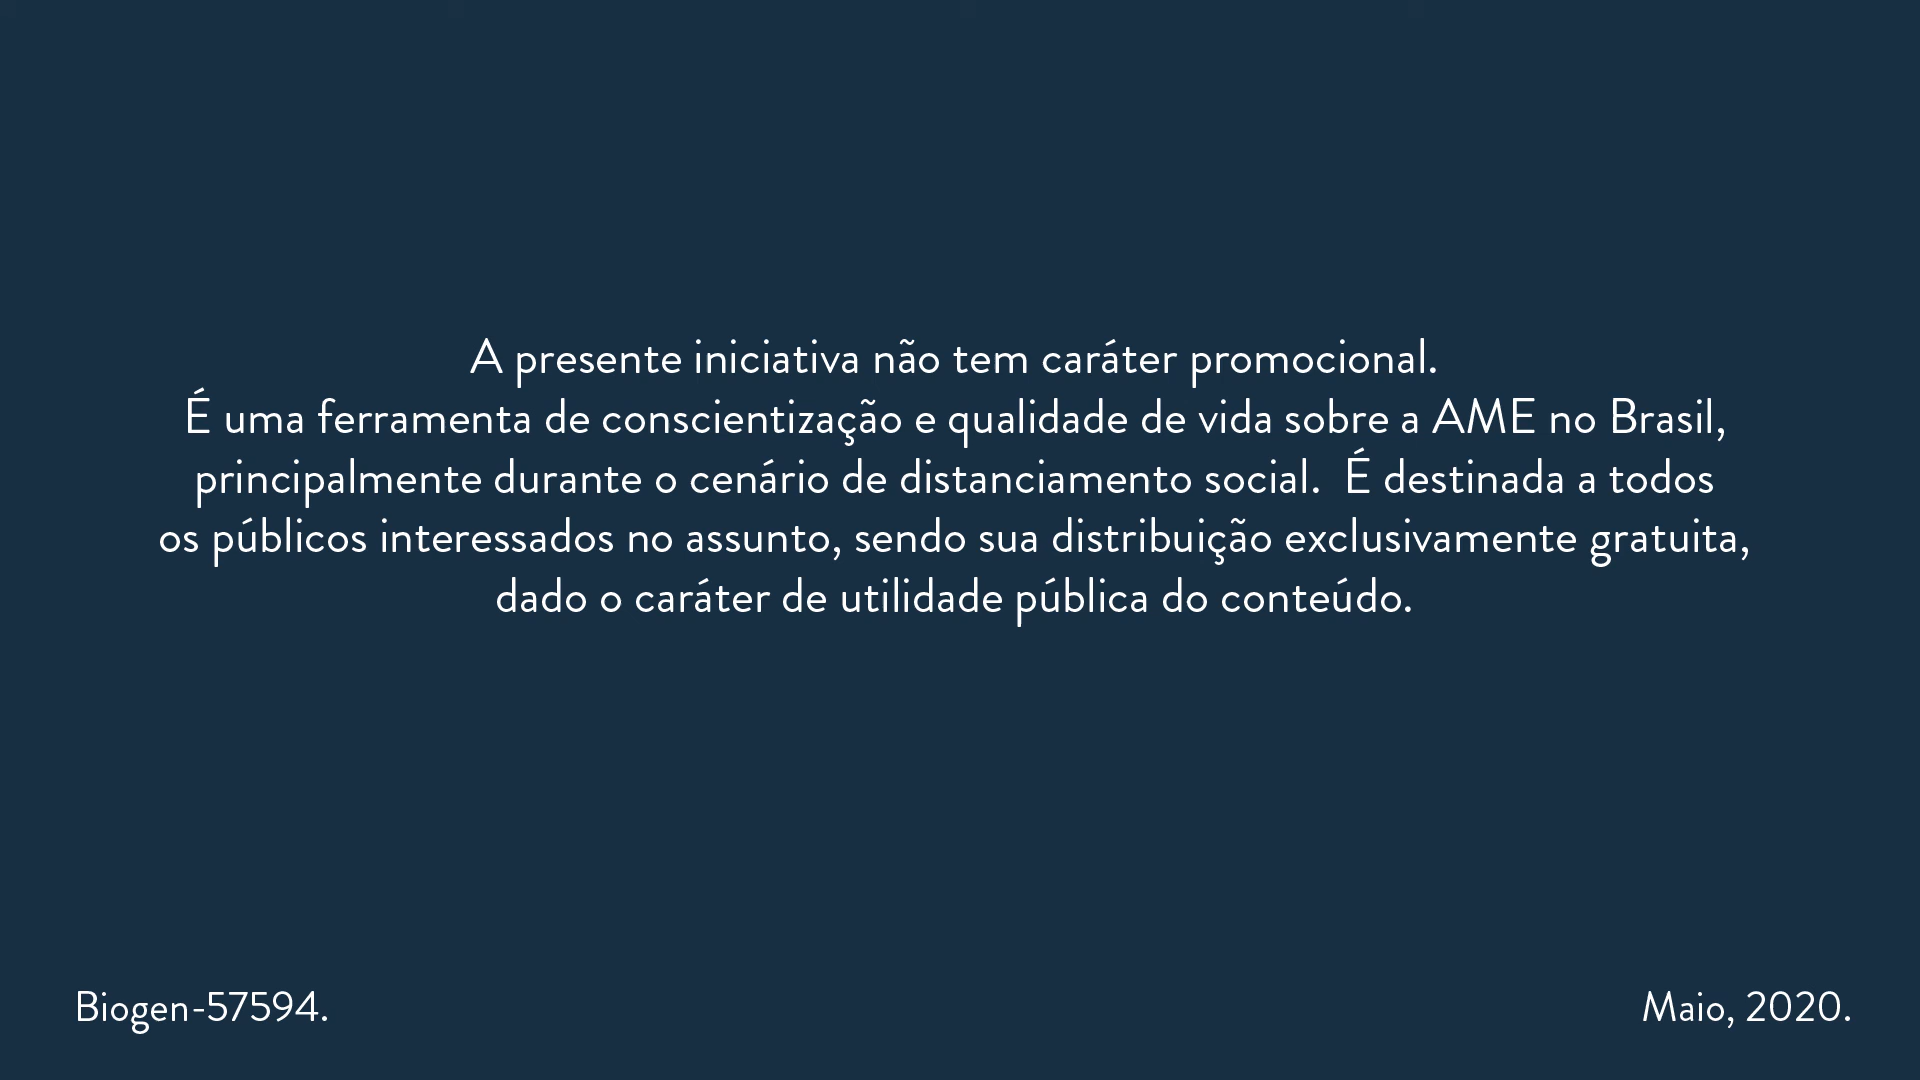 A presente iniciativa não tem caráter promocional.
É uma ferramenta de conscientização e qualidade de vida sobre a AME no Brasil,
principalmente durante o cenário de distanciamento social.  É destinada a todos
os públicos interessados no assunto, sendo sua distribuição exclusivamente gratuita,
dado o caráter de utilidade pública do conteúdo.
Biogen-57594.
Maio, 2020.